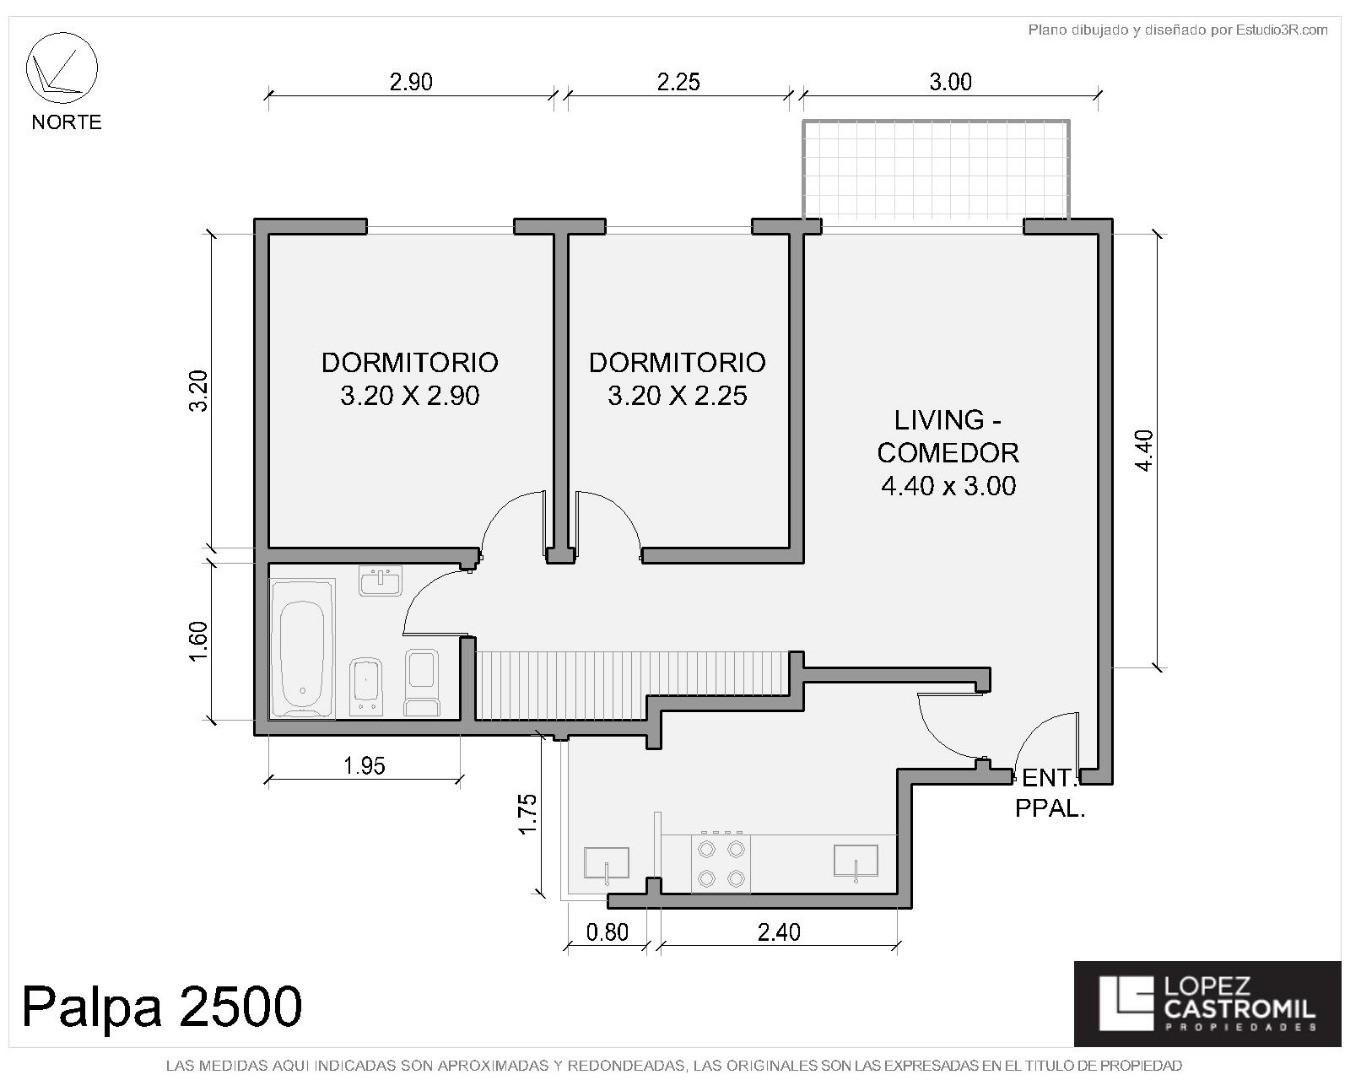 Plano dibujado y diseñado por Estudio3R.com
NORTE
2.90
2.25
3.00
3.20
DORMITORIO
3.20 X 2.90
DORMITORIO
3.20 X 2.25
LIVING -
COMEDOR
4.40 x 3.00
4.40
1.60
1.95
1.75
ENT.
PPAL.
0.80
2.40
Palpa 2500
LOPEZ
CASTROMIL
PROPIEDADES
LAS MEDIDAS AQUI INDICADAS SON APROXIMADAS Y REDONDEADAS, LAS ORIGINALES SON LAS EXPRESADAS EN EL TITULO DE PROPIEDAD